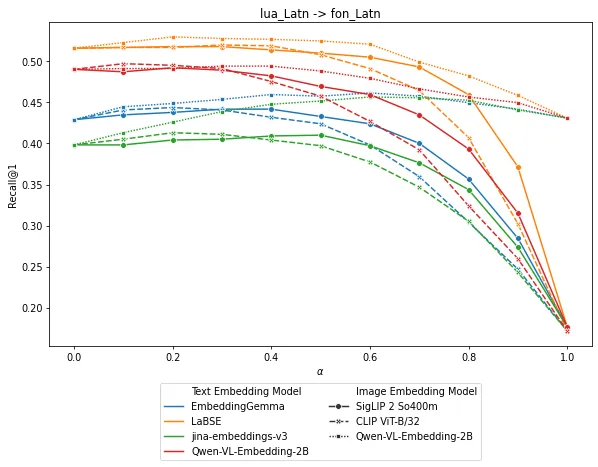 lua_Latn -> fon_Latn
Recall@1
0.50
0.45
0.40
0.35
0.30
0.25
0.20
0.0 0.2 0.4 0.6 0.8 1.0
α
Text Embedding Model
EmbeddingGemma
LaBSE
jina-embeddings-v3
Qwen-VL-Embedding-2B
Image Embedding Model
SigLIP 2 So400m
CLIP ViT-B/32
Qwen-VL-Embedding-2B